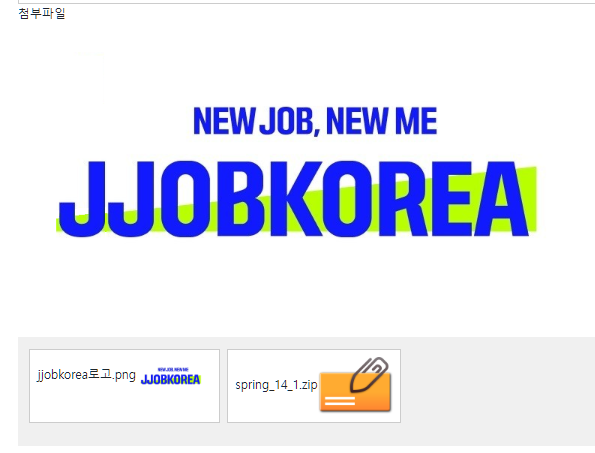 첨부파일
NEW JOB, NEW ME
JJOBKOREA
jjobkorea로고.png
NEW JOB, NEW ME
JJOBKOREA
spring_14_1.zip